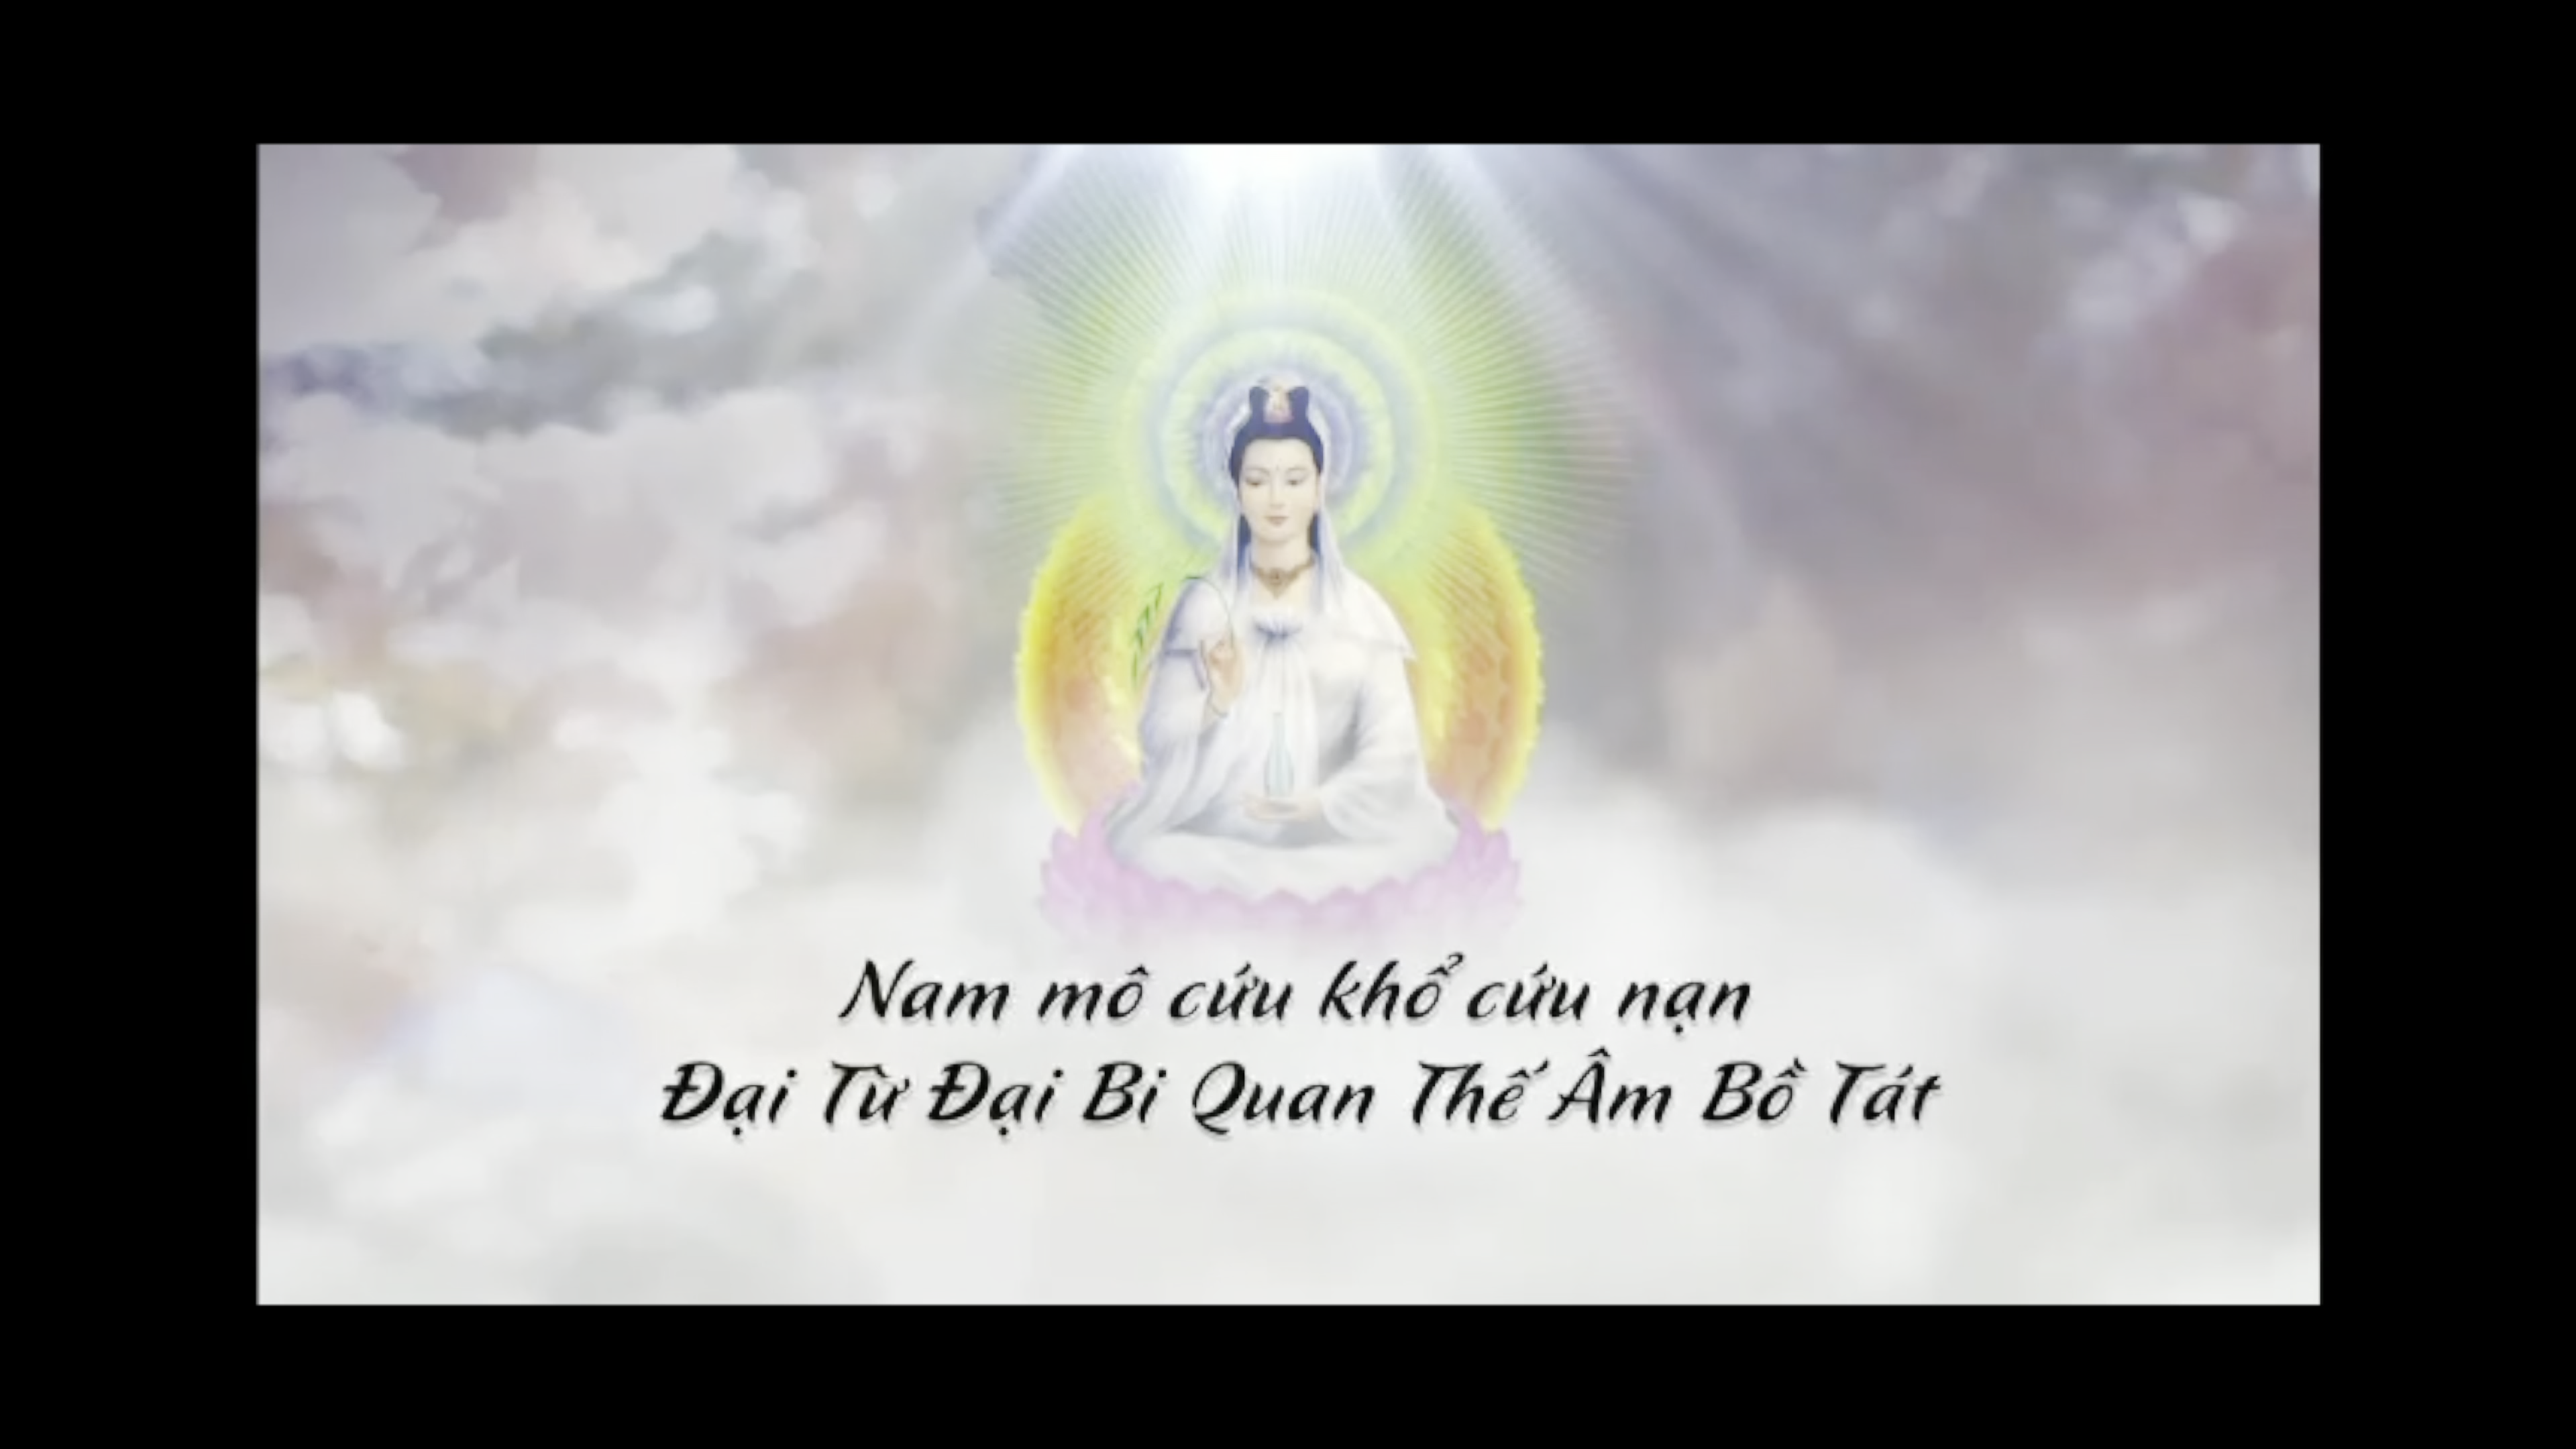 Nam mô cứu khổ cứu nạn
Đại Từ Đại Bi Quan Thế Âm Bồ Tát